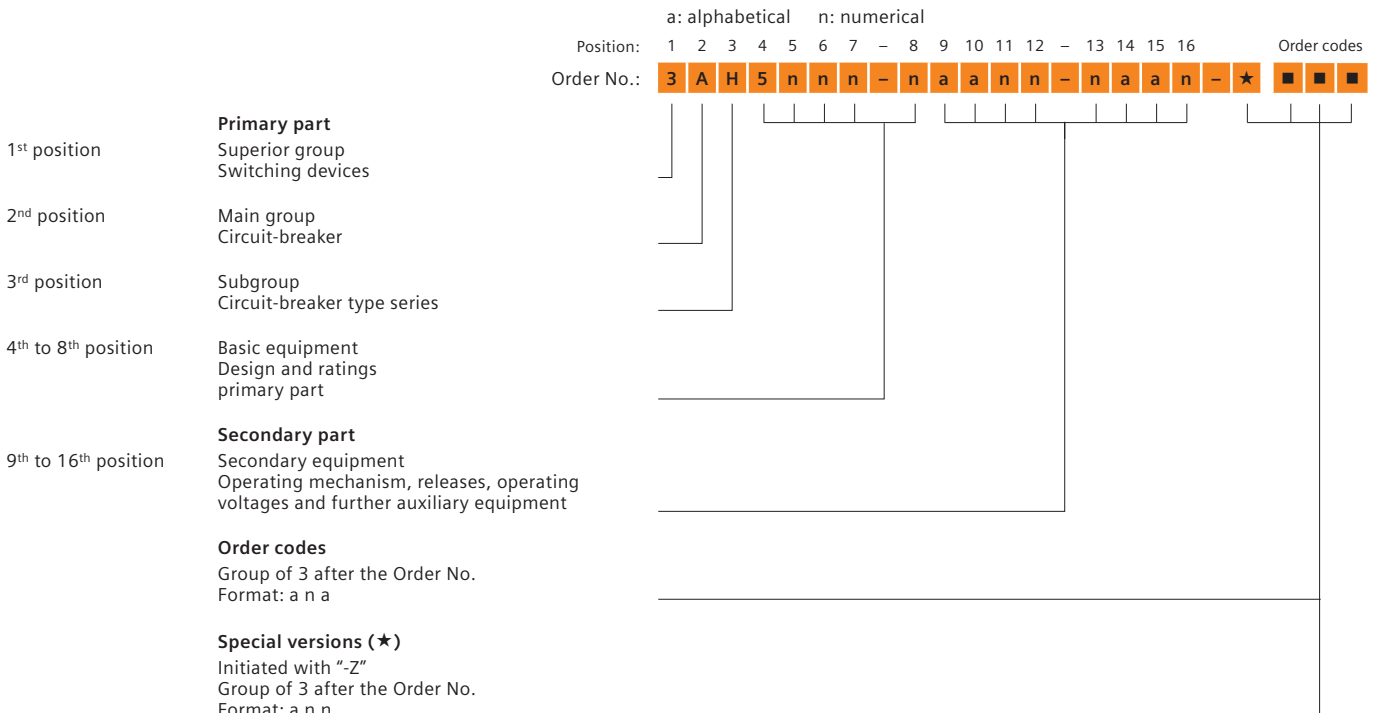 a: alphabetical n: numerical
Position: 1 2 3 4 5 6 7 – 8 9 10 11 12 – 13 14 15 16 Order codes
Order No.: 3 A H 5 n n n – n a a n n – n a a n – ★ ■ ■ ■
Primary part
1st position Superior group
Switching devices
2nd position Main group
Circuit-breaker
3rd position Subgroup
Circuit-breaker type series
4th to 8th position Basic equipment
Design and ratings
primary part
Secondary part
9th to 16th position Secondary equipment
Operating mechanism, releases, operating
voltages and further auxiliary equipment
Order codes
Group of 3 after the Order No.
Format: a n a
Special versions (★)
Initiated with “-Z”
Group of 3 after the Order No.
Format: a n n